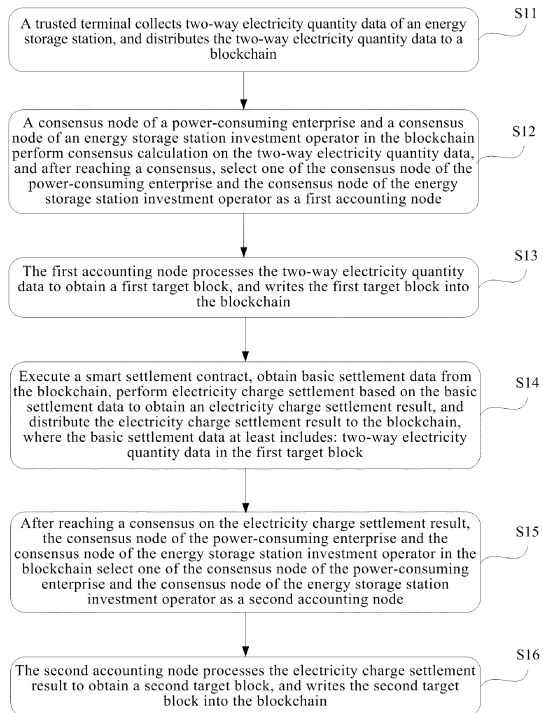 A trusted terminal collects two-way electricity quantity data of an energy
storage station, and distributes the two-way electricity quantity data to a
blockchain
S11
A consensus node of a power-consuming enterprise and a consensus
node of an energy storage station investment operator in the blockchain
perform consensus calculation on the two-way electricity quantity data,
and after reaching a consensus, select one of the consensus node of the
power-consuming enterprise and the consensus node of the energy
storage station investment operator as a first accounting node
S12
The first accounting node processes the two-way electricity quantity
data to obtain a first target block, and writes the first target block into
the blockchain
S13
Execute a smart settlement contract, obtain basic settlement data from
the blockchain, perform electricity charge settlement based on the basic
settlement data to obtain an electricity charge settlement result, and
distribute the electricity charge settlement result to the blockchain,
where the basic settlement data at least includes: two-way electricity
quantity data in the first target block
S14
After reaching a consensus on the electricity charge settlement result,
the consensus node of the power-consuming enterprise and the
consensus node of the energy storage station investment operator in the
blockchain select one of the consensus node of the power-consuming
enterprise and the consensus node of the energy storage station
investment operator as a second accounting node
S15
The second accounting node processes the electricity charge settlement
result to obtain a second target block, and writes the second target
block into the blockchain
S16